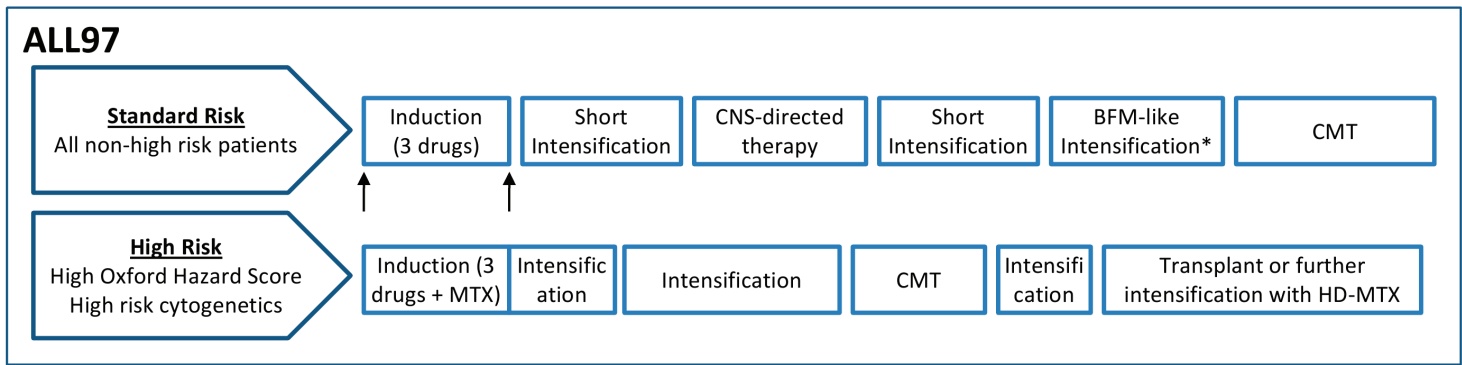 ALL97
Standard Risk
All non-high risk patients
Induction
(3 drugs)
Short
Intensification
CNS-directed
therapy
Short
Intensification
BFM-like
Intensification*
CMT
High Risk
High Oxford Hazard Score
High risk cytogenetics
Induction (3
drugs + MTX)
Intensific
ation
Intensification
CMT
Intensifi
cation
Transplant or further
intensification with HD-MTX